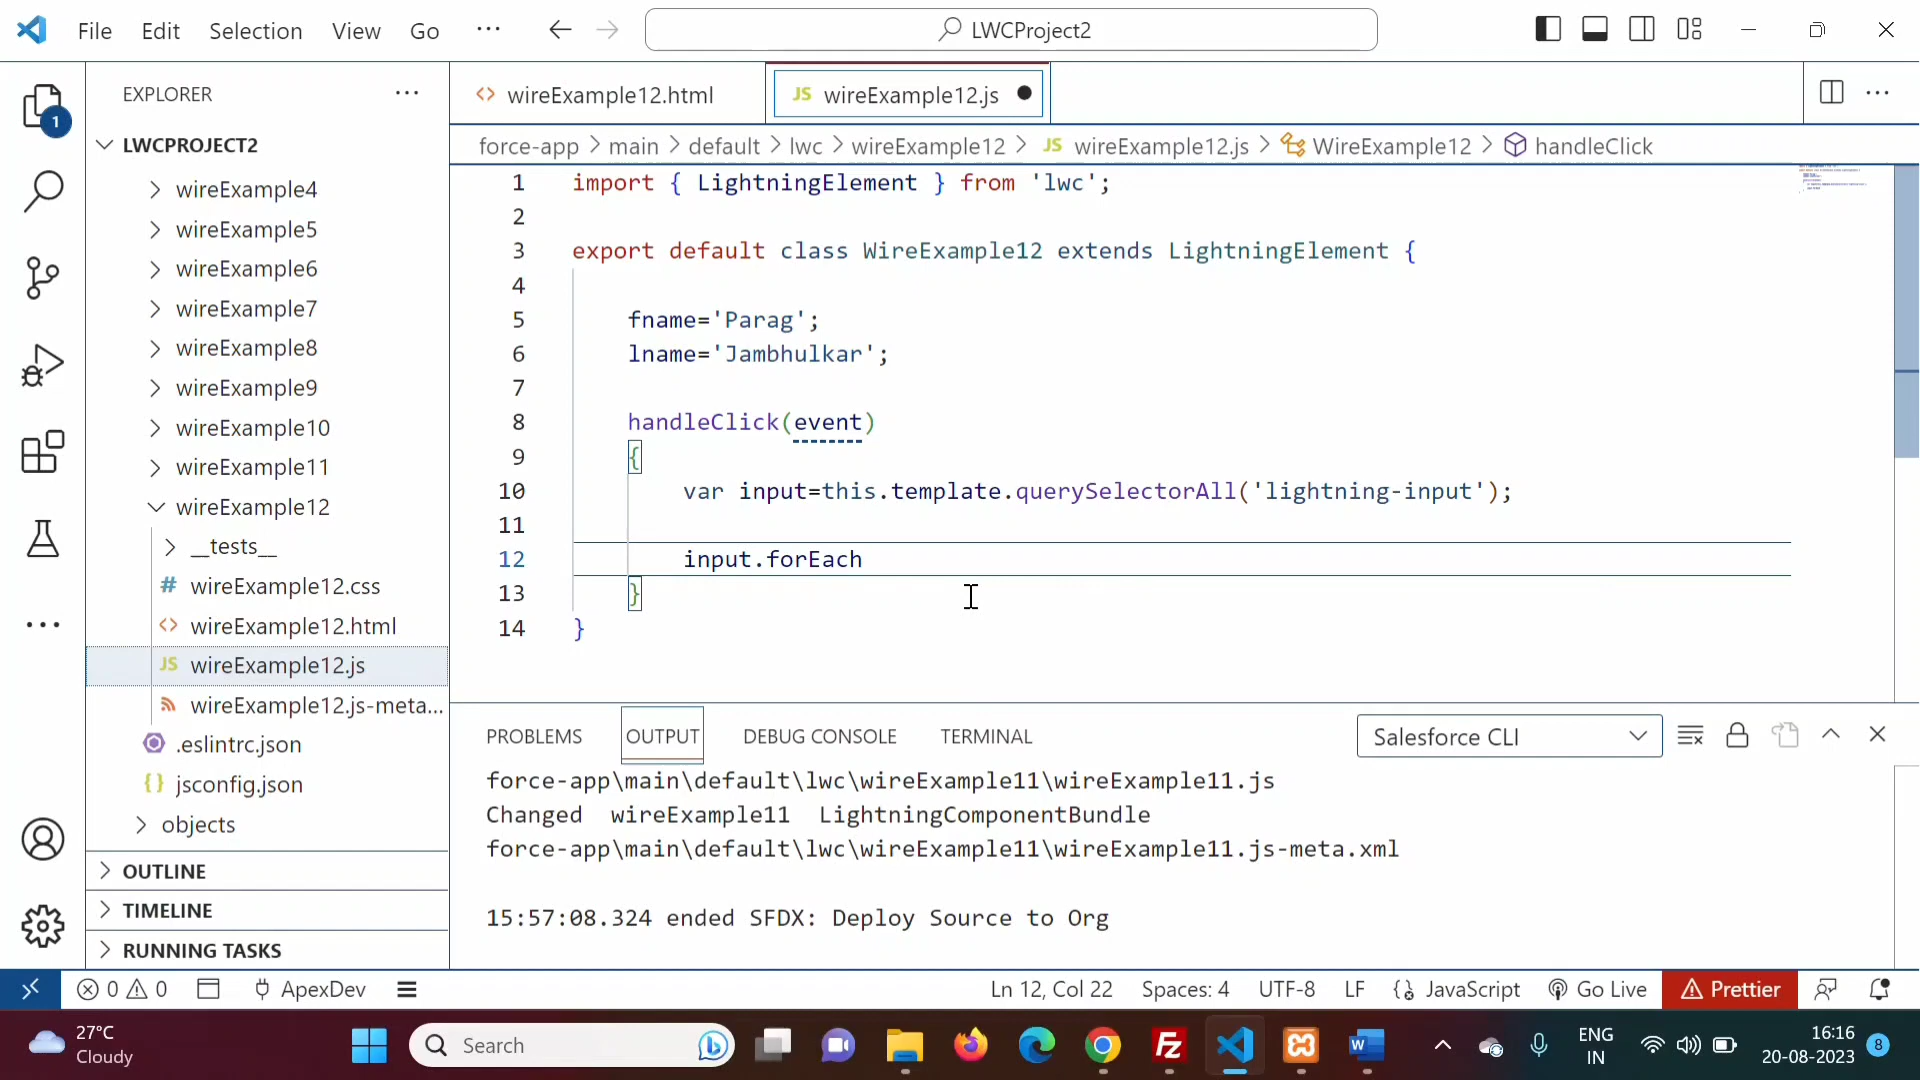 File Edit Selection View Go ··· LWCProject2
EXPLORER ···
1
LWCPROJECT2
wireExample4
wireExample5
wireExample6
wireExample7
wireExample8
wireExample9
wireExample10
wireExample11
wireExample12
__tests__
# wireExample12.css
<> wireExample12.html
JS wireExample12.js
wireExample12.js-meta...
.eslintrc.json
{} jsconfig.json
objects
OUTLINE
TIMELINE
RUNNING TASKS
<> wireExample12.html JS wireExample12.js
force-app > main > default > lwc > wireExample12 > JS wireExample12.js > WireExample12 > handleClick
1 import { LightningElement } from 'lwc';
2
3 export default class WireExample12 extends LightningElement {
4
5 fname='Parag';
6 lname='Jambhulkar';
7
8 handleClick(event)
9 {
10 var input=this.template.querySelectorAll('lightning-input');
11
12 input.forEach
13 }
14 }
PROBLEMS OUTPUT DEBUG CONSOLE TERMINAL Salesforce CLI
force-app\main\default\lwc\wireExample11\wireExample11.js
Changed wireExample11 LightningComponentBundle
force-app\main\default\lwc\wireExample11\wireExample11.js-meta.xml
15:57:08.324 ended SFDX: Deploy Source to Org
0 0 ApexDev Ln 12, Col 22 Spaces: 4 UTF-8 LF JavaScript Go Live Prettier
27°C
Cloudy
Search
ENG
IN
16:16
20-08-2023
8